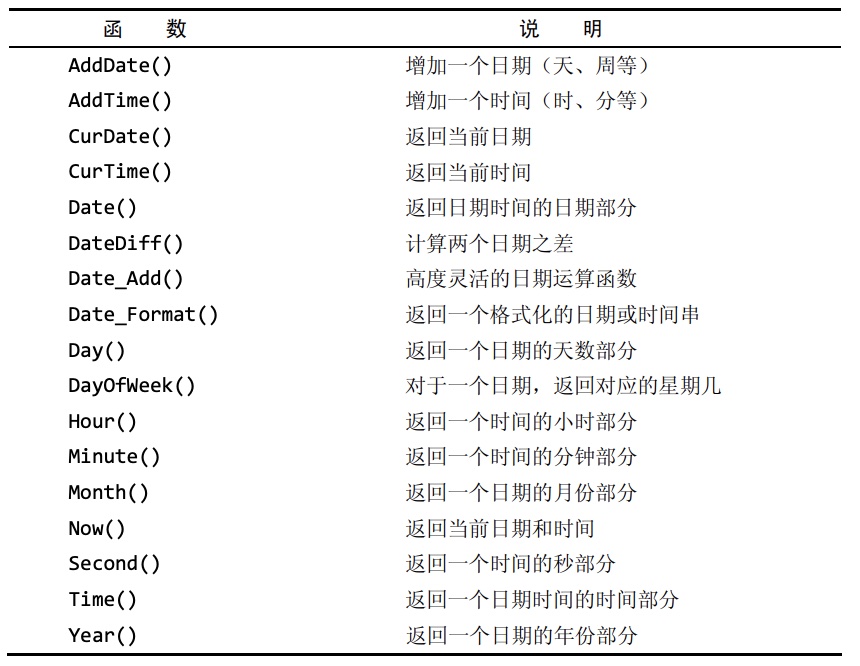 函 数 说 明
AddDate() 增加一个日期（天、周等）
AddTime() 增加一个时间（时、分等）
CurDate() 返回当前日期
CurTime() 返回当前时间
Date() 返回日期时间的日期部分
DateDiff() 计算两个日期之差
Date_Add() 高度灵活的日期运算函数
Date_Format() 返回一个格式化的日期或时间串
Day() 返回一个日期的天数部分
DayOfWeek() 对于一个日期，返回对应的星期几
Hour() 返回一个时间的小时部分
Minute() 返回一个时间的分钟部分
Month() 返回一个日期的月份部分
Now() 返回当前日期和时间
Second() 返回一个时间的秒部分
Time() 返回一个日期时间的时间部分
Year() 返回一个日期的年份部分